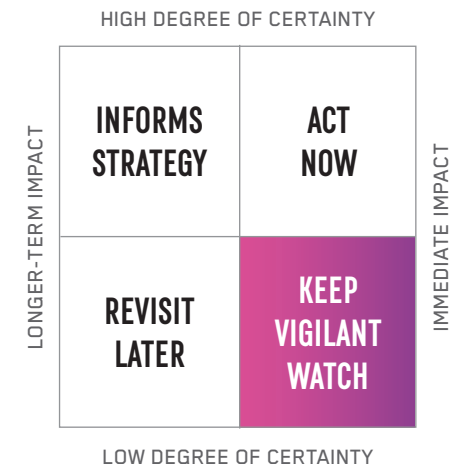 HIGH DEGREE OF CERTAINTY
LONGER-TERM IMPACT
INFORMS
STRATEGY
ACT
NOW
IMMEDIATE IMPACT
REVISIT
LATER
KEEP
VIGILANT
WATCH
LOW DEGREE OF CERTAINTY